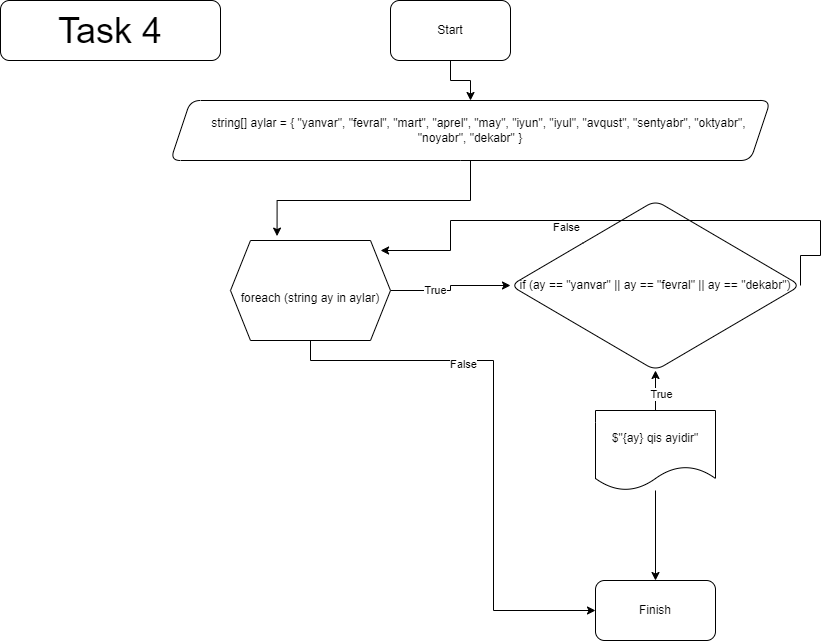 Task 4
Start
string[] aylar = { "yanvar", "fevral", "mart", "aprel", "may", "iyun", "iyul", "avqust", "sentyabr", "oktyabr",
"noyabr", "dekabr" }
False
foreach (string ay in aylar)
True
if (ay == "yanvar" || ay == "fevral" || ay == "dekabr")
False
True
$"{ay} qis ayidir"
Finish